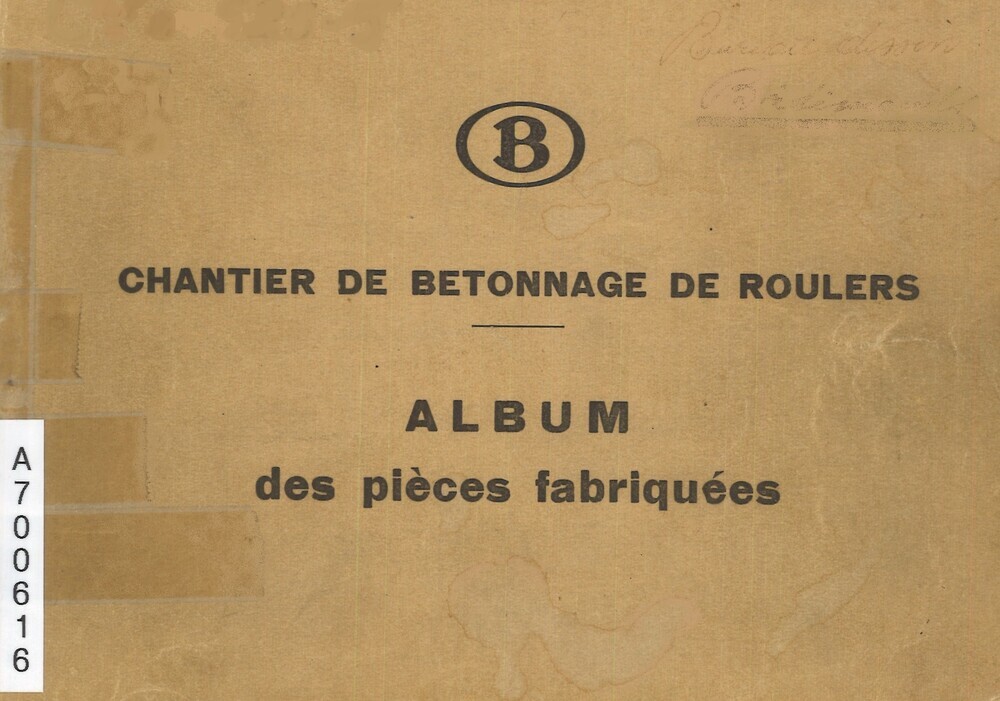 B
CHANTIER DE BETONNAGE DE ROULERS
ALBUM
des pièces fabriquées
A700616